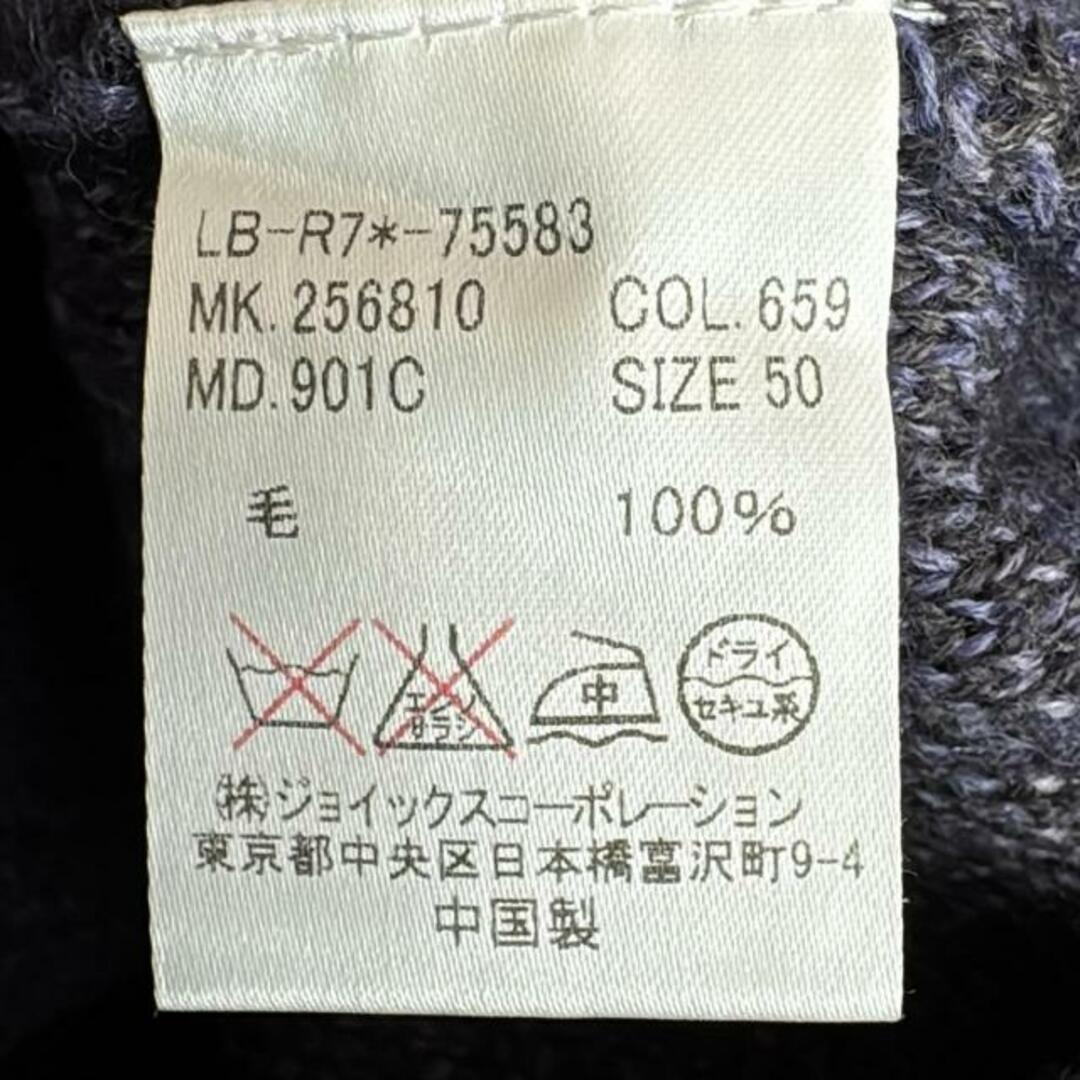 LB-R7*-75583
MK.256810 COL.659
MD.901C SIZE 50
毛 100%
エンソ
サラシ
中
ドライ
セキユ系
(株)ジョイックスコーポレーション
東京都中央区日本橋富沢町9-4
中国製